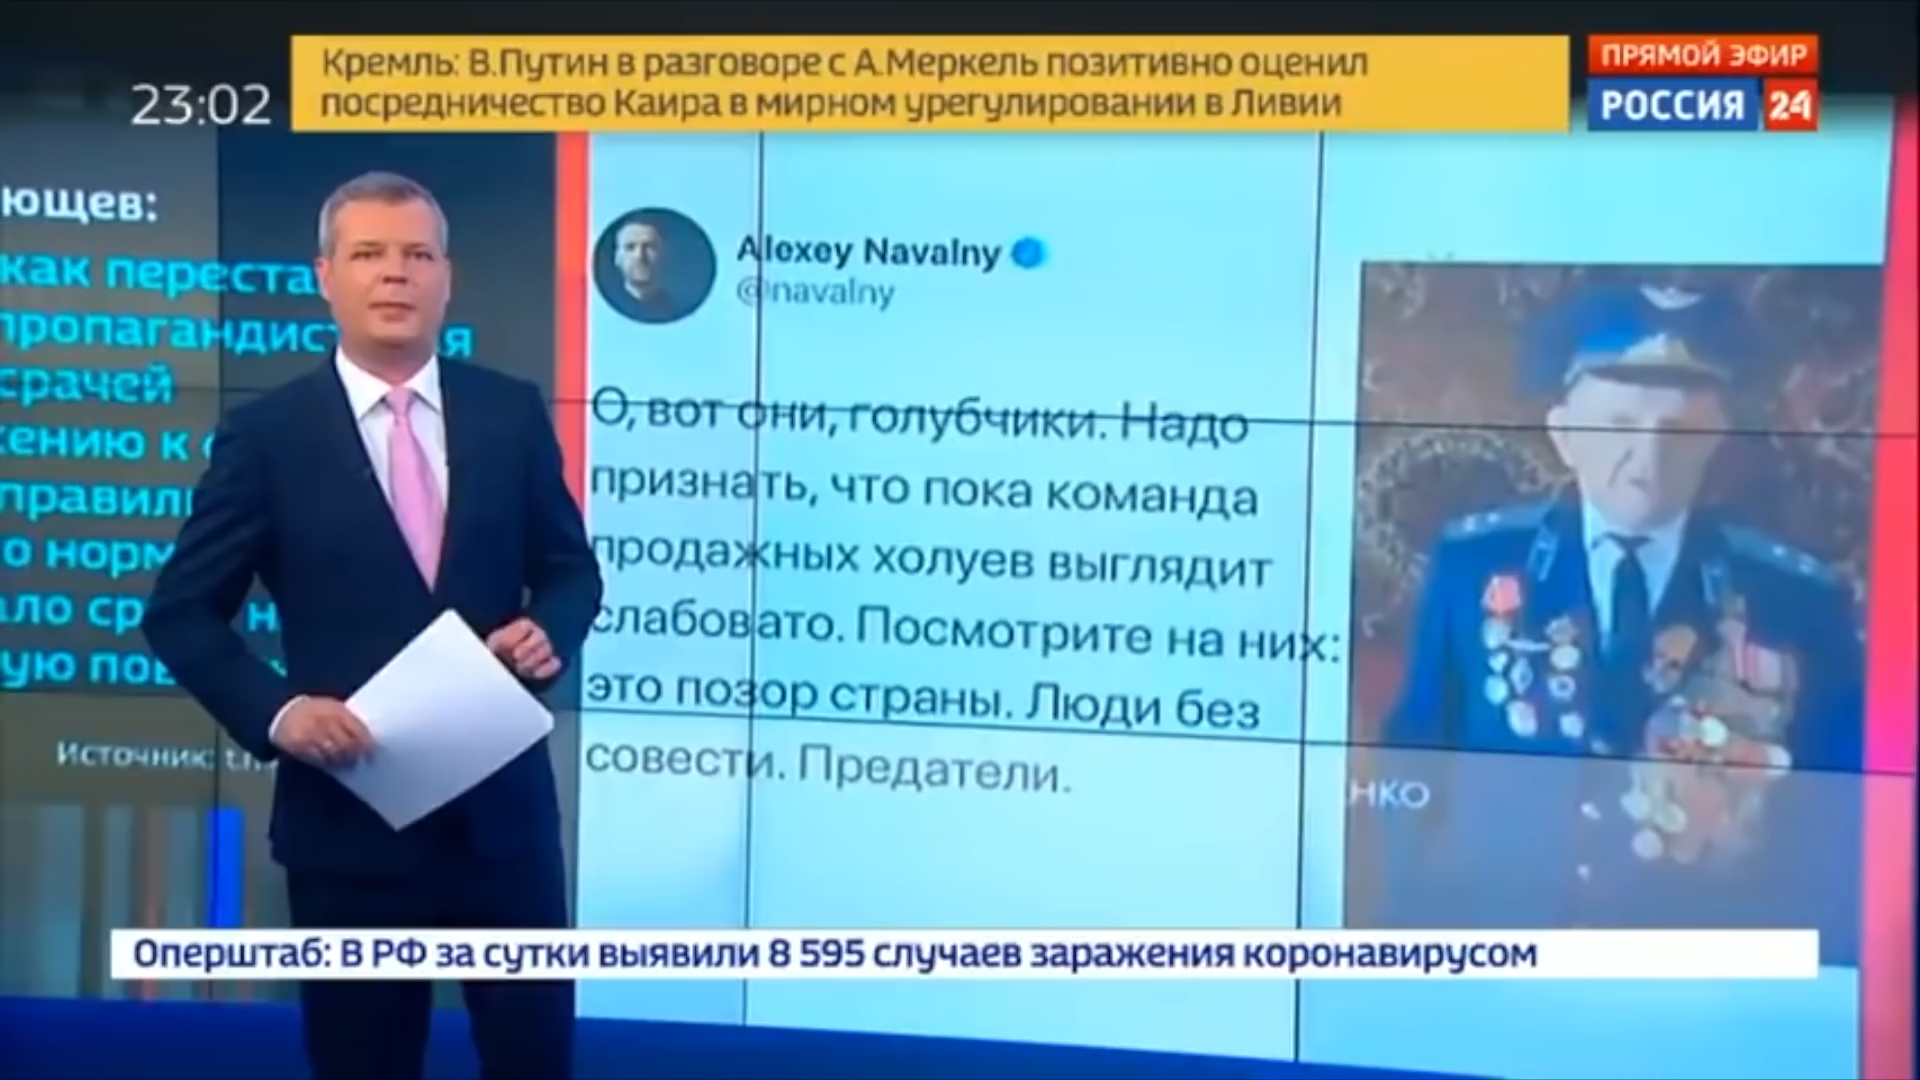 23:02
Кремль: В.Путин в разговоре с А.Меркель позитивно оценил
посредничество Каира в мирном урегулировании в Ливии
ПРЯМОЙ ЭФИР
РОССИЯ 24
ющев:
как переста
пропагандист я
срачей
жению к
правил
о норм
ало ср н
ую пов
Источник: t.m
Alexey Navalny
@navalny
О, вот они, голубчики. Надо
признать, что пока команда
продажных холуев выглядит
слабовато. Посмотрите на них:
это позор страны. Люди без
совести. Предатели.
НКО
Оперштаб: В РФ за сутки выявили 8 595 случаев заражения коронавирусом